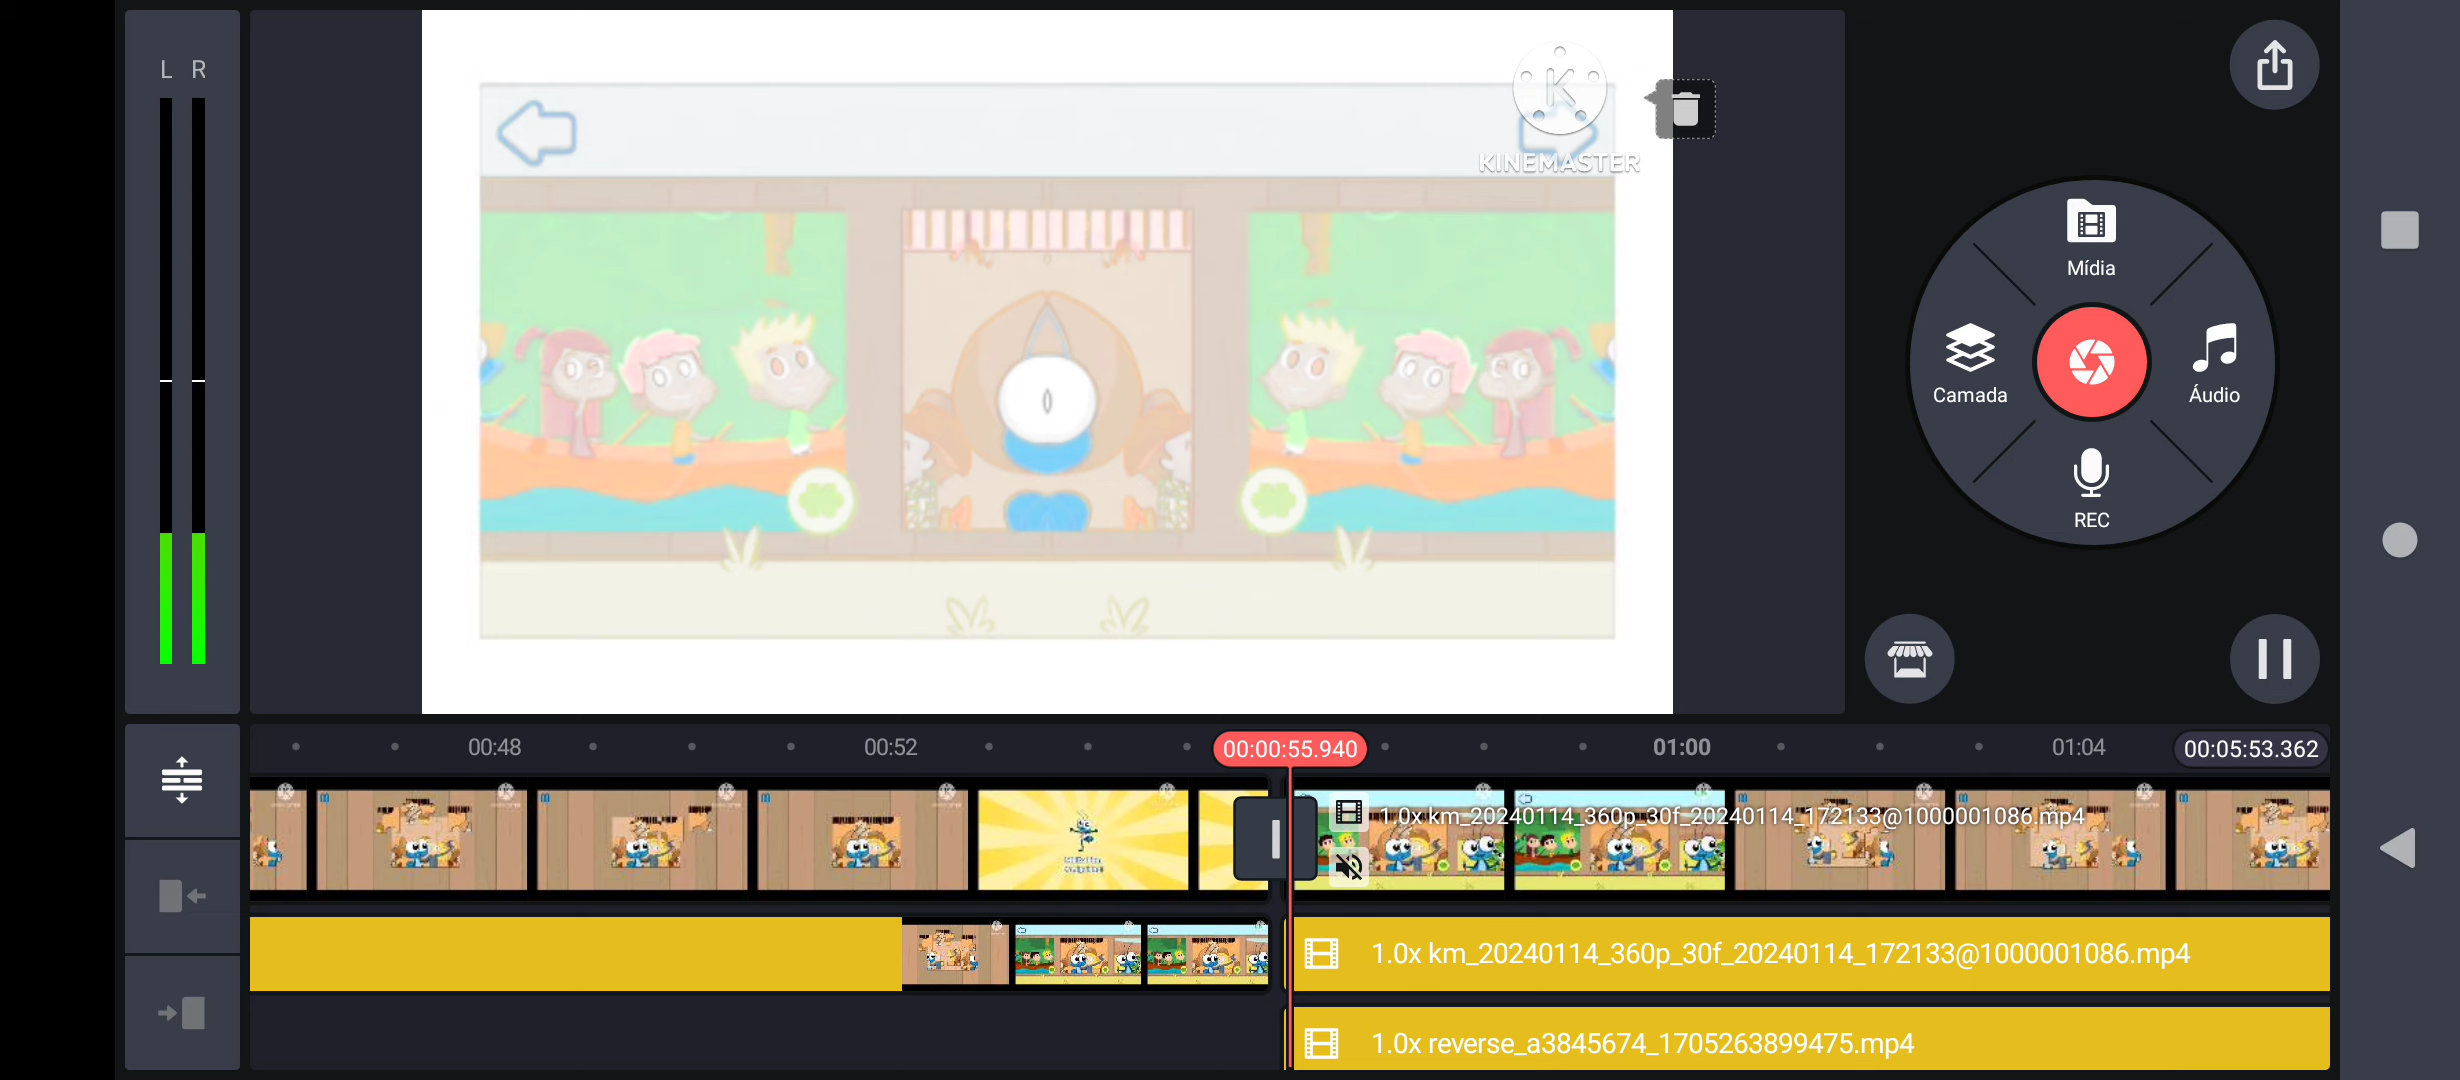 L R
K
KINEMASTER
Mídia
Camada
Áudio
REC
00:48
00:52
00:00:55.940
01:00
01:04
00:05:53.362
1.0x km_20240114_360p_30f_20240114_172133@1000001086.mp4
1.0x km_20240114_360p_30f_20240114_172133@1000001086.mp4
1.0x reverse_a3845674_1705263899475.mp4